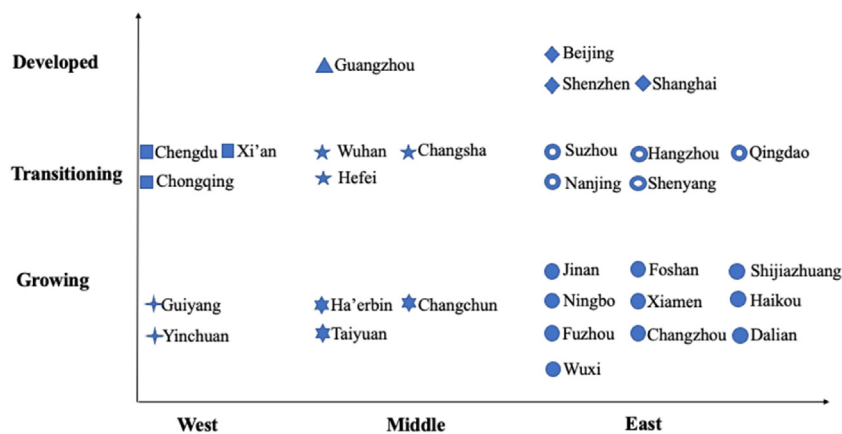 Developed
Guangzhou
Beijing
Shenzhen Shanghai
Transitioning
Chengdu Xi'an Wuhan Changsha Suzhou Hangzhou Qingdao
Chongqing Hefei Nanjing Shenyang
Growing
Jinan Foshan Shijiazhuang
Guiyang Ha'erbin Changchun Ningbo Xiamen Haikou
Yinchuan Taiyuan Fuzhou Changzhou Dalian
Wuxi
West Middle East